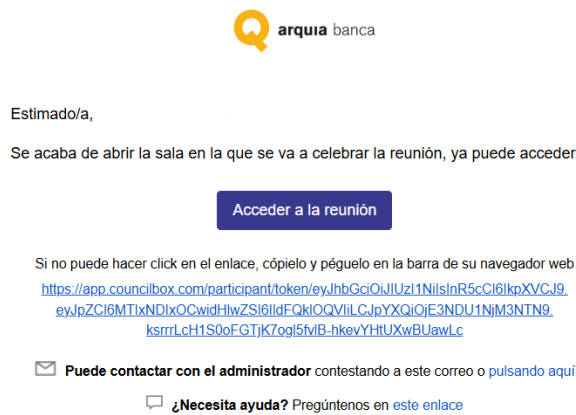 arquia banca
Estimado/a,
Se acaba de abrir la sala en la que se va a celebrar la reunión, ya puede acceder
Acceder a la reunión
Si no puede hacer click en el enlace, cópielo y péguelo en la barra de su navegador web
https://app.councilbox.com/participant/token/eyJhbGciOiJIUzI1NiIsInR5cCI6IkpXVCJ9.
eyJpZCI6MTIxNDIxOCwidHlwZSI6IldFQklOQVIiLCJpYXQiOjE3NDU1NjM3NTN9.
ksrrrLcH1S0oFGTjK7ogl5fvlB-hkevYHtUXwBUawLc
Puede contactar con el administrador contestando a este correo o pulsando aquí
¿Necesita ayuda? Pregúntenos en este enlace